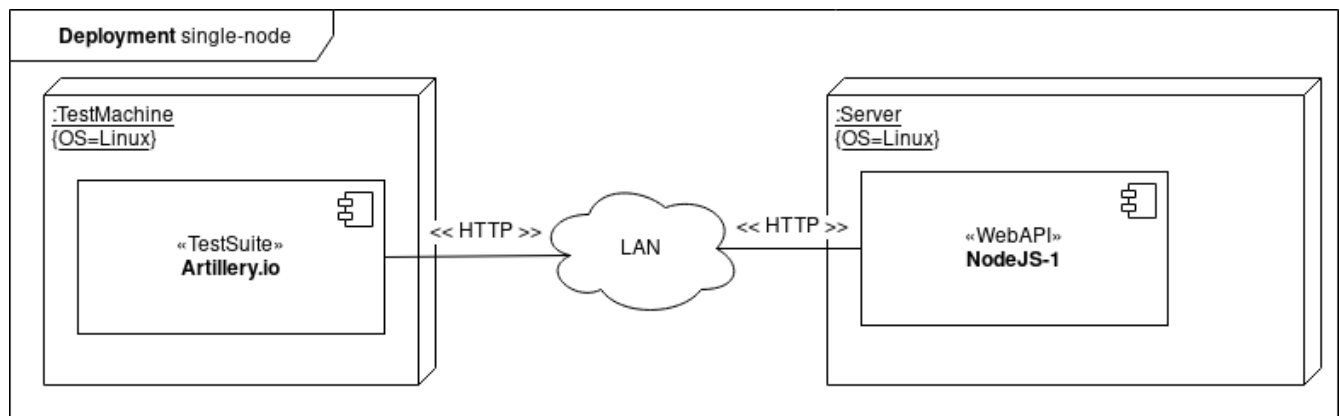 Deployment single-node
:TestMachine
{OS=Linux}
«TestSuite»
Artillery.io
<< HTTP >>
LAN
<< HTTP >>
:Server
{OS=Linux}
«WebAPI»
NodeJS-1